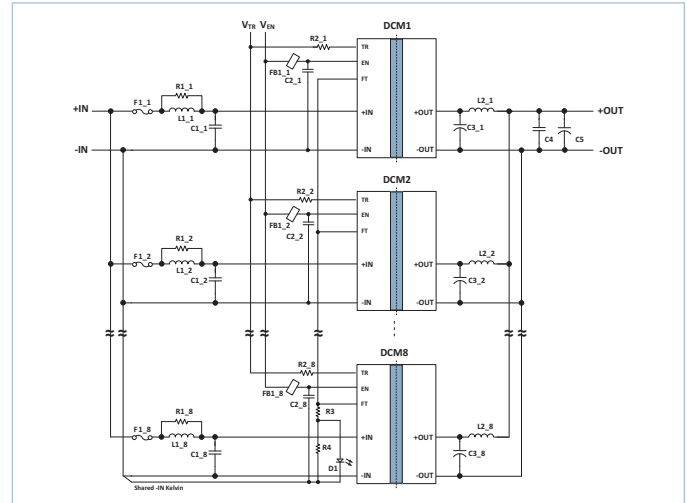 VTR VEN
DCM1
R2_1
TR
EN
FB1_1
C2_1
FT
R1_1
F1_1
L1_1
+IN
+IN
C1_1
-IN
-IN
+OUT
L2_1
+OUT
C3_1
C4
C5
-OUT
-OUT
DCM2
R2_2
TR
EN
FB1_2
C2_2
FT
R1_2
F1_2
L1_2
C1_2
+IN
-IN
+OUT
L2_2
C3_2
-OUT
DCM8
R2_8
TR
EN
FB1_8
C2_8
FT
R3
R1_8
F1_8
L1_8
C1_8
R4
D1
+IN
-IN
+OUT
L2_8
C3_8
-OUT
Shared -IN Kelvin